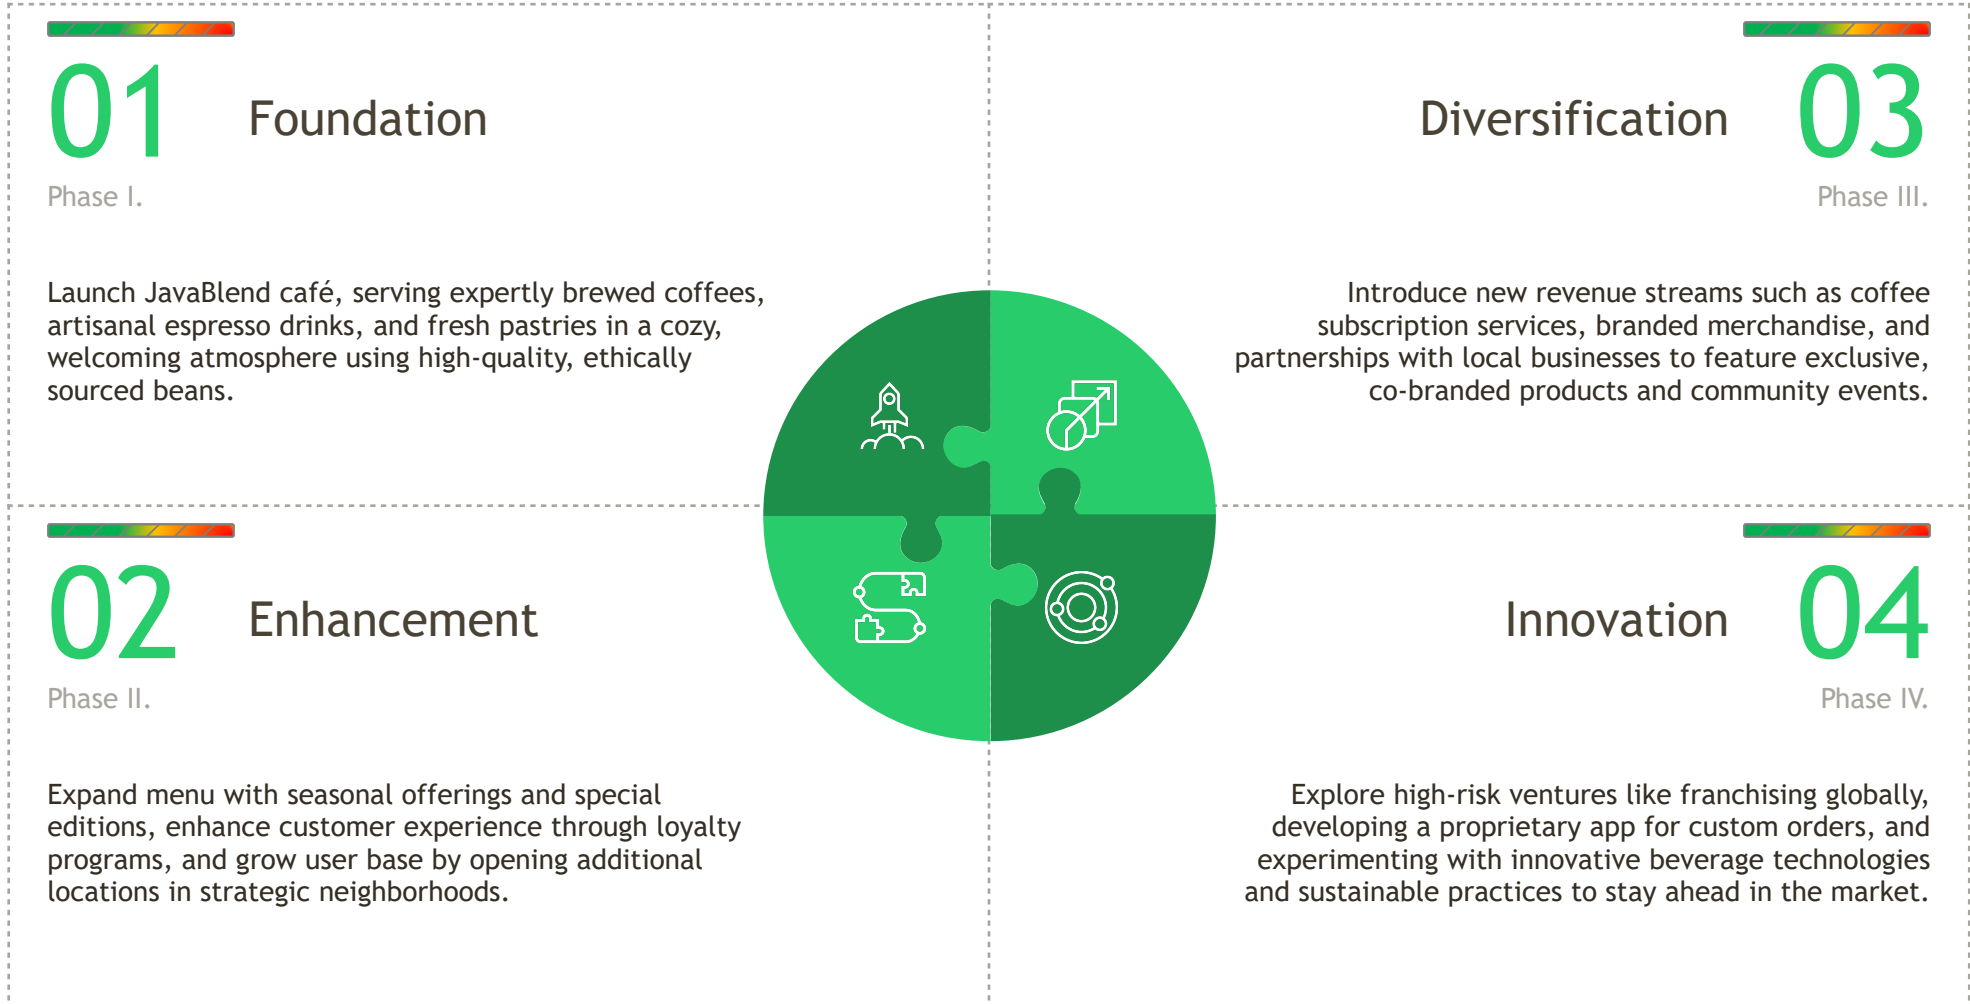 01
Foundation
Phase I.
Launch JavaBlend café, serving expertly brewed coffees,
artisanal espresso drinks, and fresh pastries in a cozy,
welcoming atmosphere using high-quality, ethically
sourced beans.
02
Enhancement
Phase II.
Expand menu with seasonal offerings and special
editions, enhance customer experience through loyalty
programs, and grow user base by opening additional
locations in strategic neighborhoods.
Diversification
03
Phase III.
Introduce new revenue streams such as coffee
subscription services, branded merchandise, and
partnerships with local businesses to feature exclusive,
co-branded products and community events.
Innovation
04
Phase IV.
Explore high-risk ventures like franchising globally,
developing a proprietary app for custom orders, and
experimenting with innovative beverage technologies
and sustainable practices to stay ahead in the market.